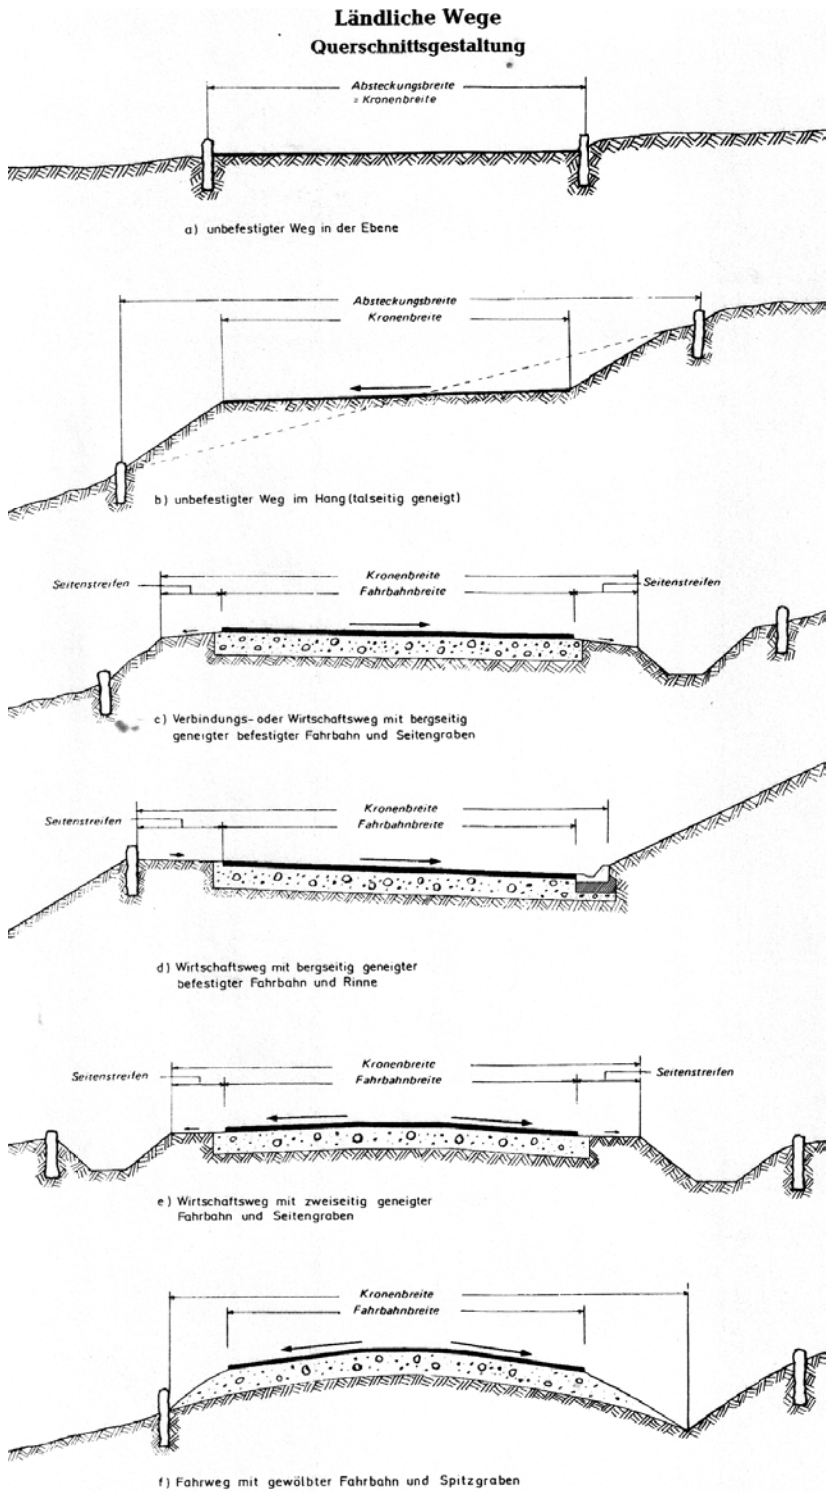 Ländliche Wege
Querschnittsgestaltung
Absteckungsbreite
= Kronenbreite
a) unbefestigter Weg in der Ebene
Absteckungsbreite
Kronenbreite
b) unbefestigter Weg im Hang (talseitig geneigt)
Kronenbreite
Seitenstreifen
Fahrbahnbreite
Seitenstreifen
c) Verbindungs- oder Wirtschaftsweg mit bergseitig
geneigter befestigter Fahrbahn und Seitengraben
Kronenbreite
Seitenstreifen
Fahrbahnbreite
d) Wirtschaftsweg mit bergseitig geneigter
befestigter Fahrbahn und Rinne
Kronenbreite
Seitenstreifen
Fahrbahnbreite
Seitenstreifen
e) Wirtschaftsweg mit zweiseitig geneigter
Fahrbahn und Seitengraben
Kronenbreite
Fahrbahnbreite
f) Fahrweg mit gewölbter Fahrbahn und Spitzgraben